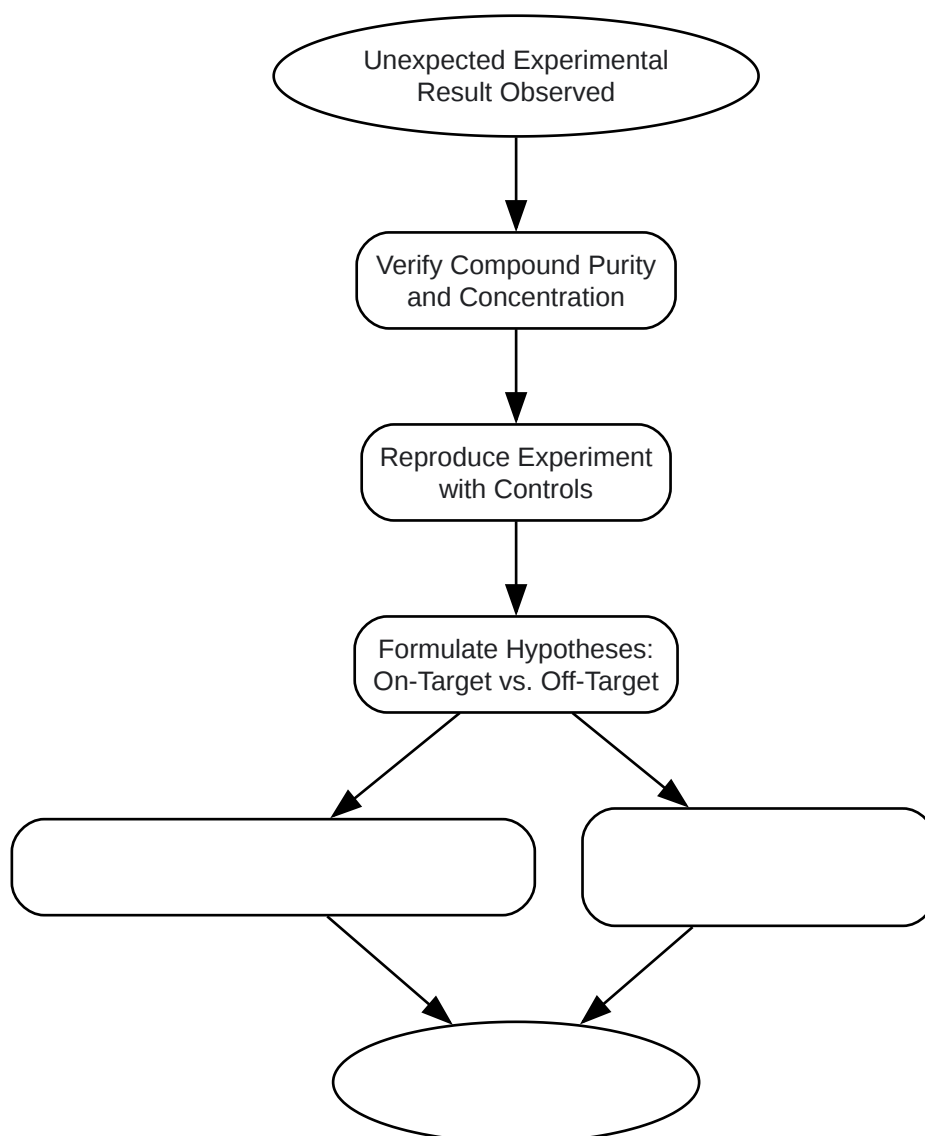 Unexpected Experimental
Result Observed
Verify Compound Purity
and Concentration
Reproduce Experiment
with Controls
Formulate Hypotheses:
On-Target vs. Off-Target